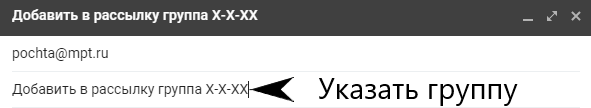 Добавить в рассылку группа Х-Х-ХХ
pochta@mpt.ru
Добавить в рассылку группа Х-Х-ХХ Указать группу